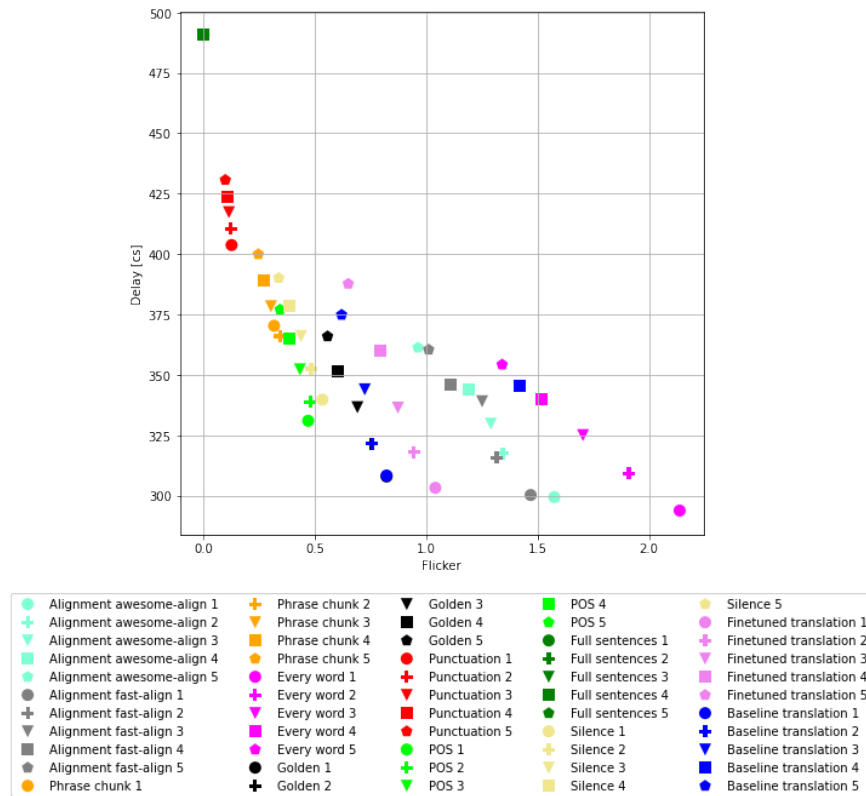 500
475
450
425
400
375
350
325
300
Delay [cs]
0.0 0.5 1.0 1.5 2.0
Flicker
Alignment awesome-align 1
Alignment awesome-align 2
Alignment awesome-align 3
Alignment awesome-align 4
Alignment awesome-align 5
Alignment fast-align 1
Alignment fast-align 2
Alignment fast-align 3
Alignment fast-align 4
Alignment fast-align 5
Phrase chunk 1
Phrase chunk 2
Phrase chunk 3
Phrase chunk 4
Phrase chunk 5
Every word 1
Every word 2
Every word 3
Every word 4
Every word 5
Golden 1
Golden 2
Golden 3
Golden 4
Golden 5
Punctuation 1
Punctuation 2
Punctuation 3
Punctuation 4
Punctuation 5
POS 1
POS 2
POS 3
POS 4
POS 5
Full sentences 1
Full sentences 2
Full sentences 3
Full sentences 4
Full sentences 5
Silence 1
Silence 2
Silence 3
Silence 4
Silence 5
Finetuned translation 1
Finetuned translation 2
Finetuned translation 3
Finetuned translation 4
Finetuned translation 5
Baseline translation 1
Baseline translation 2
Baseline translation 3
Baseline translation 4
Baseline translation 5